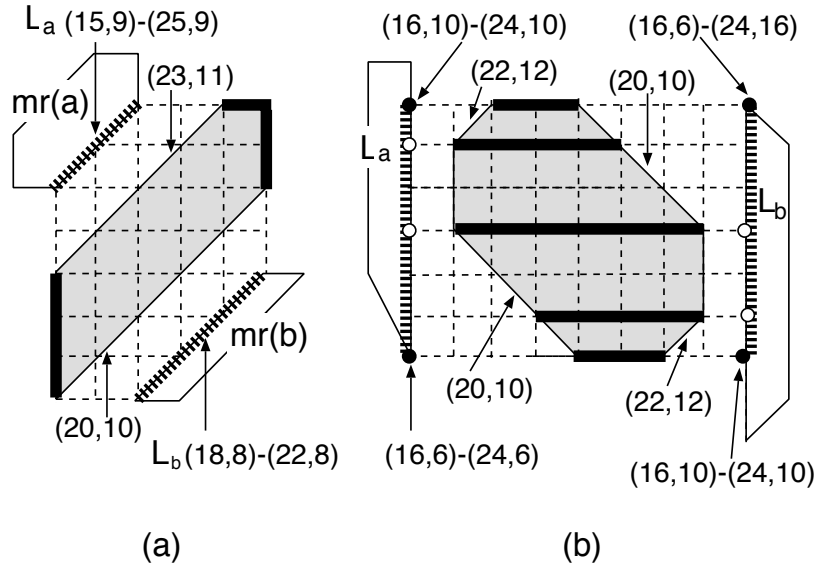 La (15,9)-(25,9)
(23,11)
mr(a)
mr(b)
(20,10)
Lb(18,8)-(22,8)
(a)
(16,10)-(24,10)
(16,6)-(24,16)
(22,12)
(20,10)
La
Lb
(20,10)
(22,12)
(16,6)-(24,6)
(16,10)-(24,10)
(b)